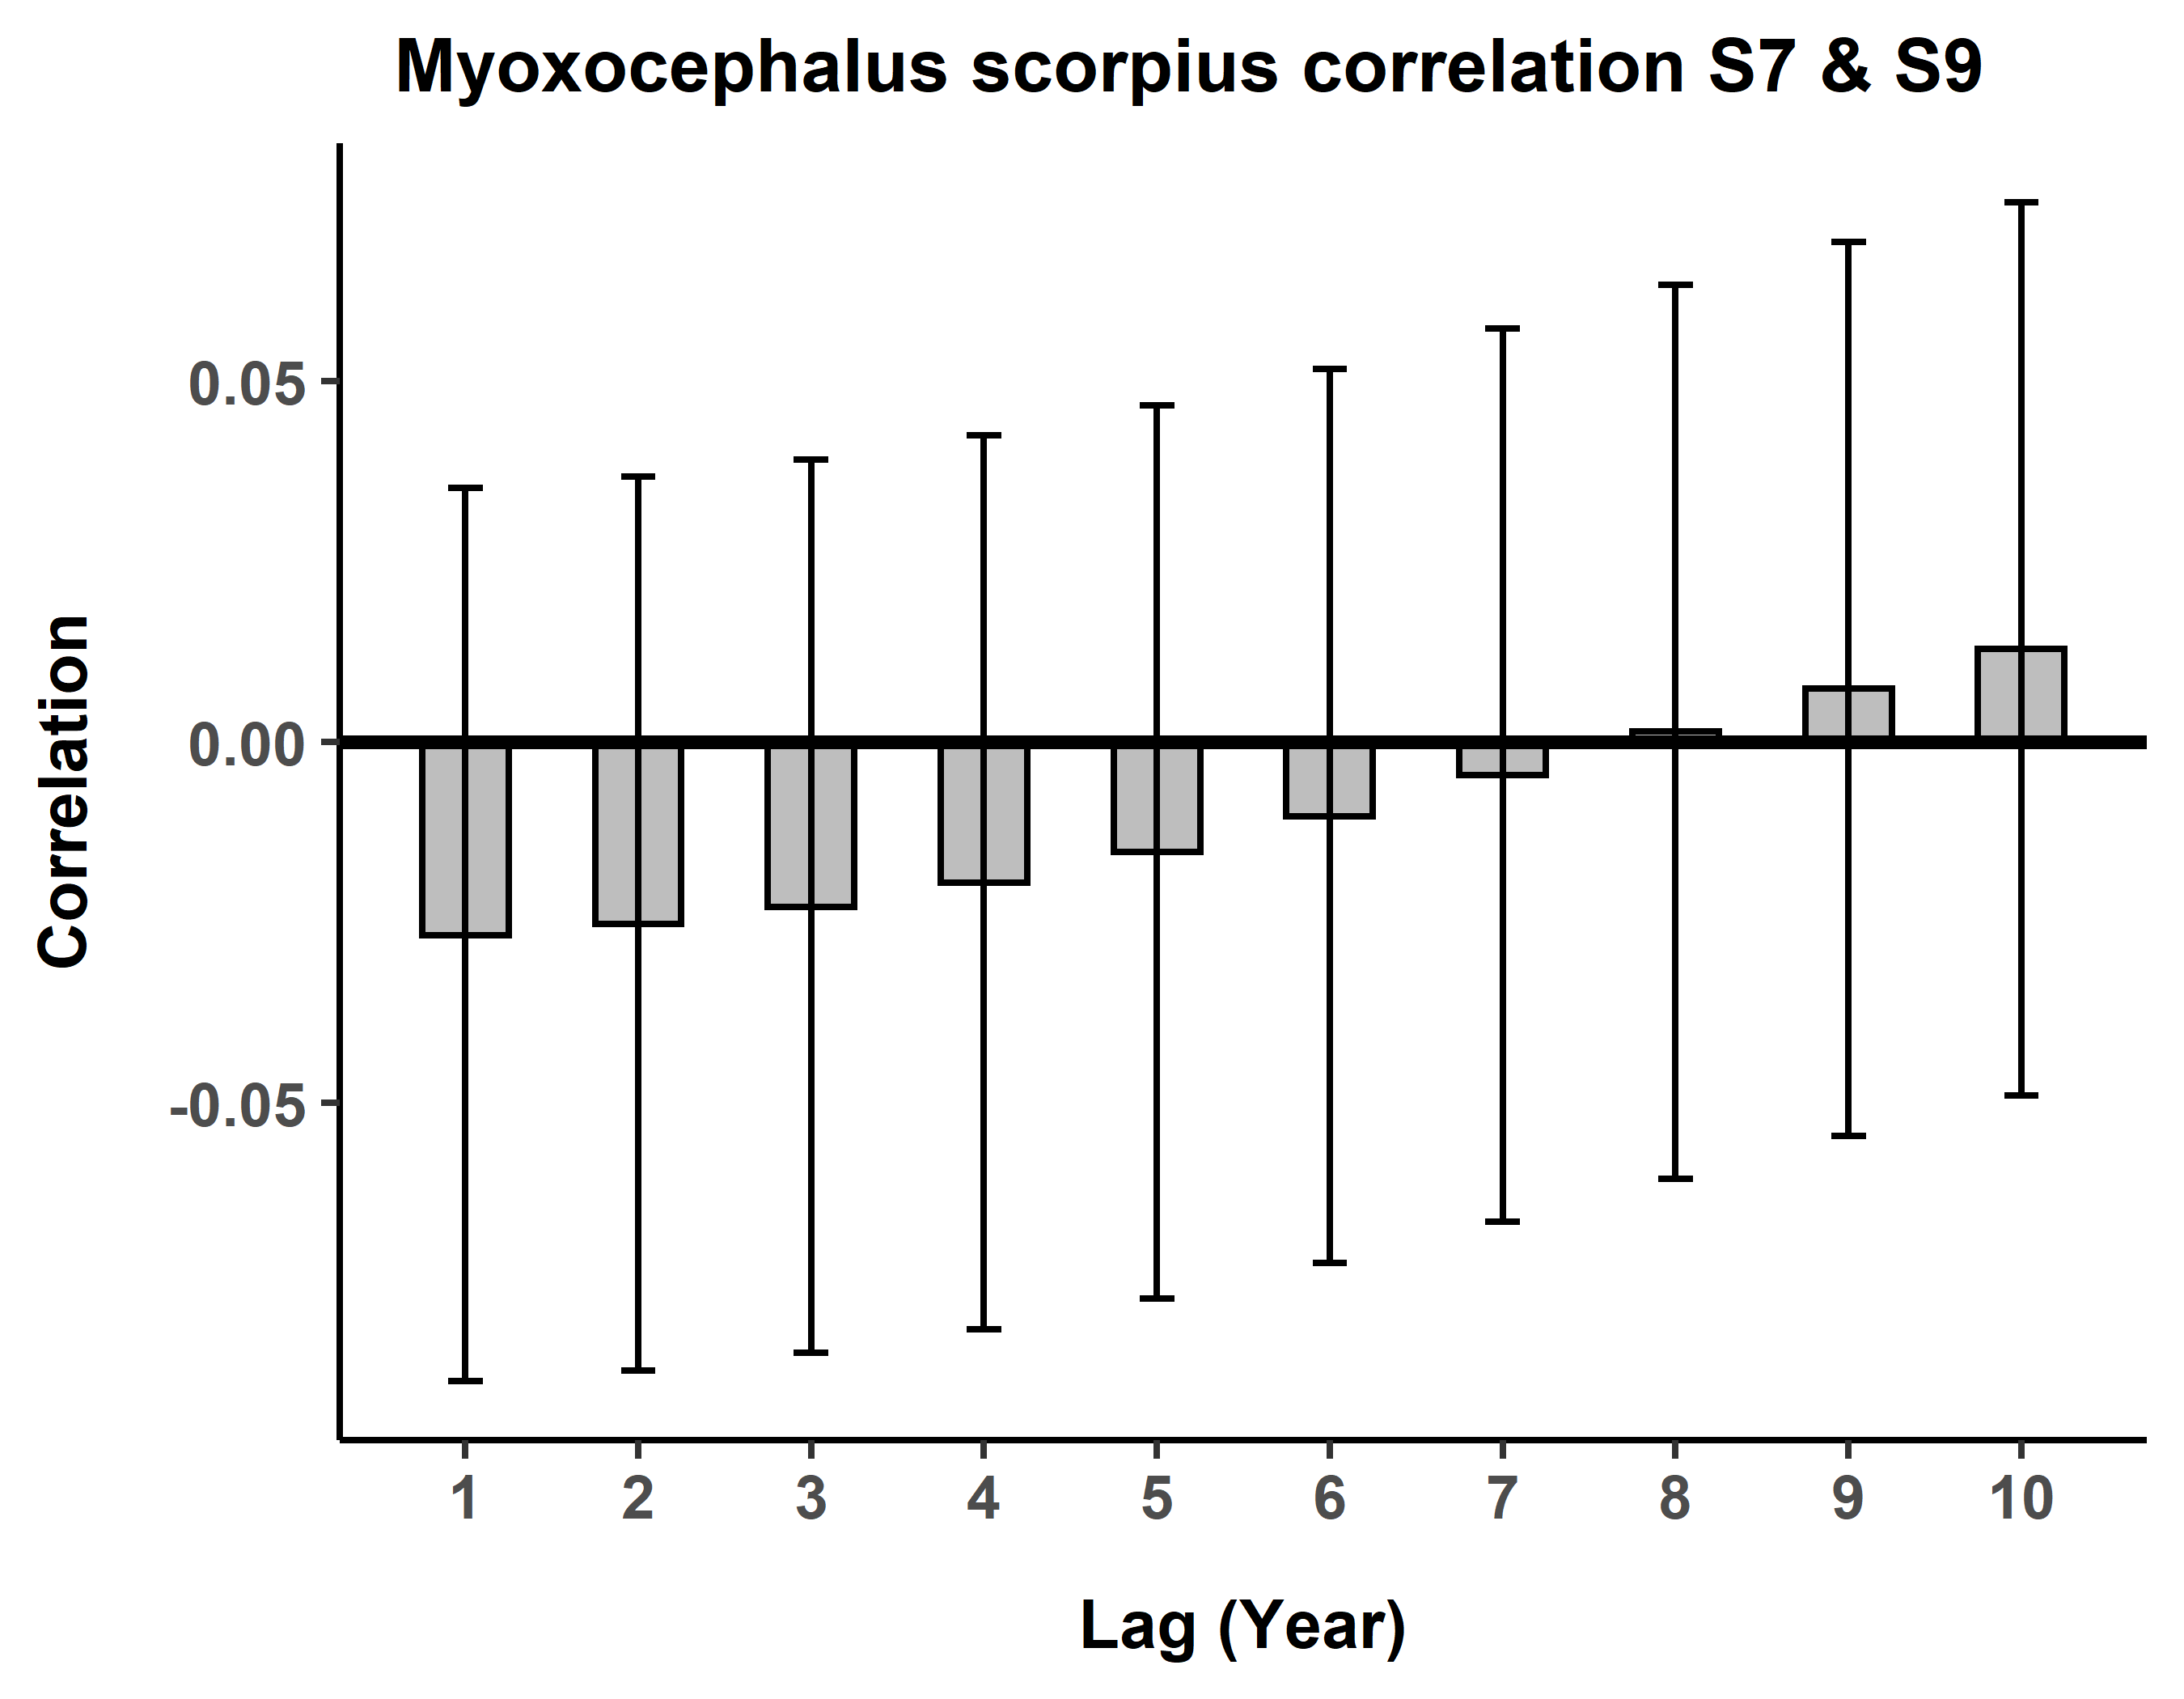 Myoxocephalus scorpius correlation S7 & S9
Correlation
0.05
0.00
-0.05
1 2 3 4 5 6 7 8 9 10
Lag (Year)